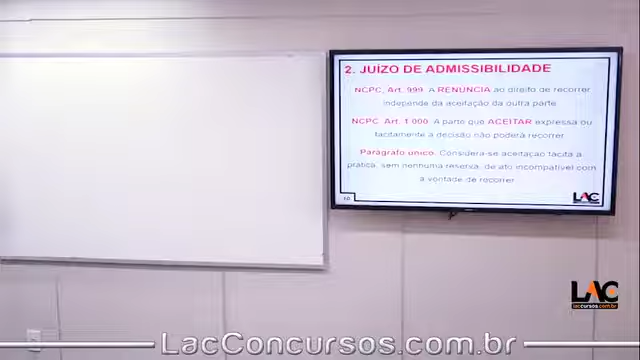 2. JUÍZO DE ADMISSIBILIDADE
NCPC, Art. 999. A RENÚNCIA ao direito de recorrer
independe da aceitação da outra parte.
NCPC, Art. 1.000. A parte que ACEITAR expressa ou
tacitamente a decisão não poderá recorrer.
Parágrafo único. Considera-se aceitação tácita a
prática, sem nenhuma reserva, de ato incompatível com
a vontade de recorrer.
10
LAC
LAC
lacconcursos.com.br
LacConcursos.com.br